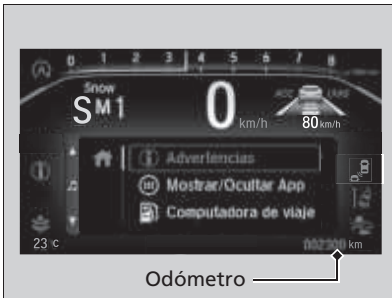 0 1 2 3 4 5 6 7 8
Snow
S M 1
0 km/h
ACC LKAS
80 km/h
Advertencias
Mostrar/Ocultar App
Computadora de viaje
23 c
002300 km
Odómetro